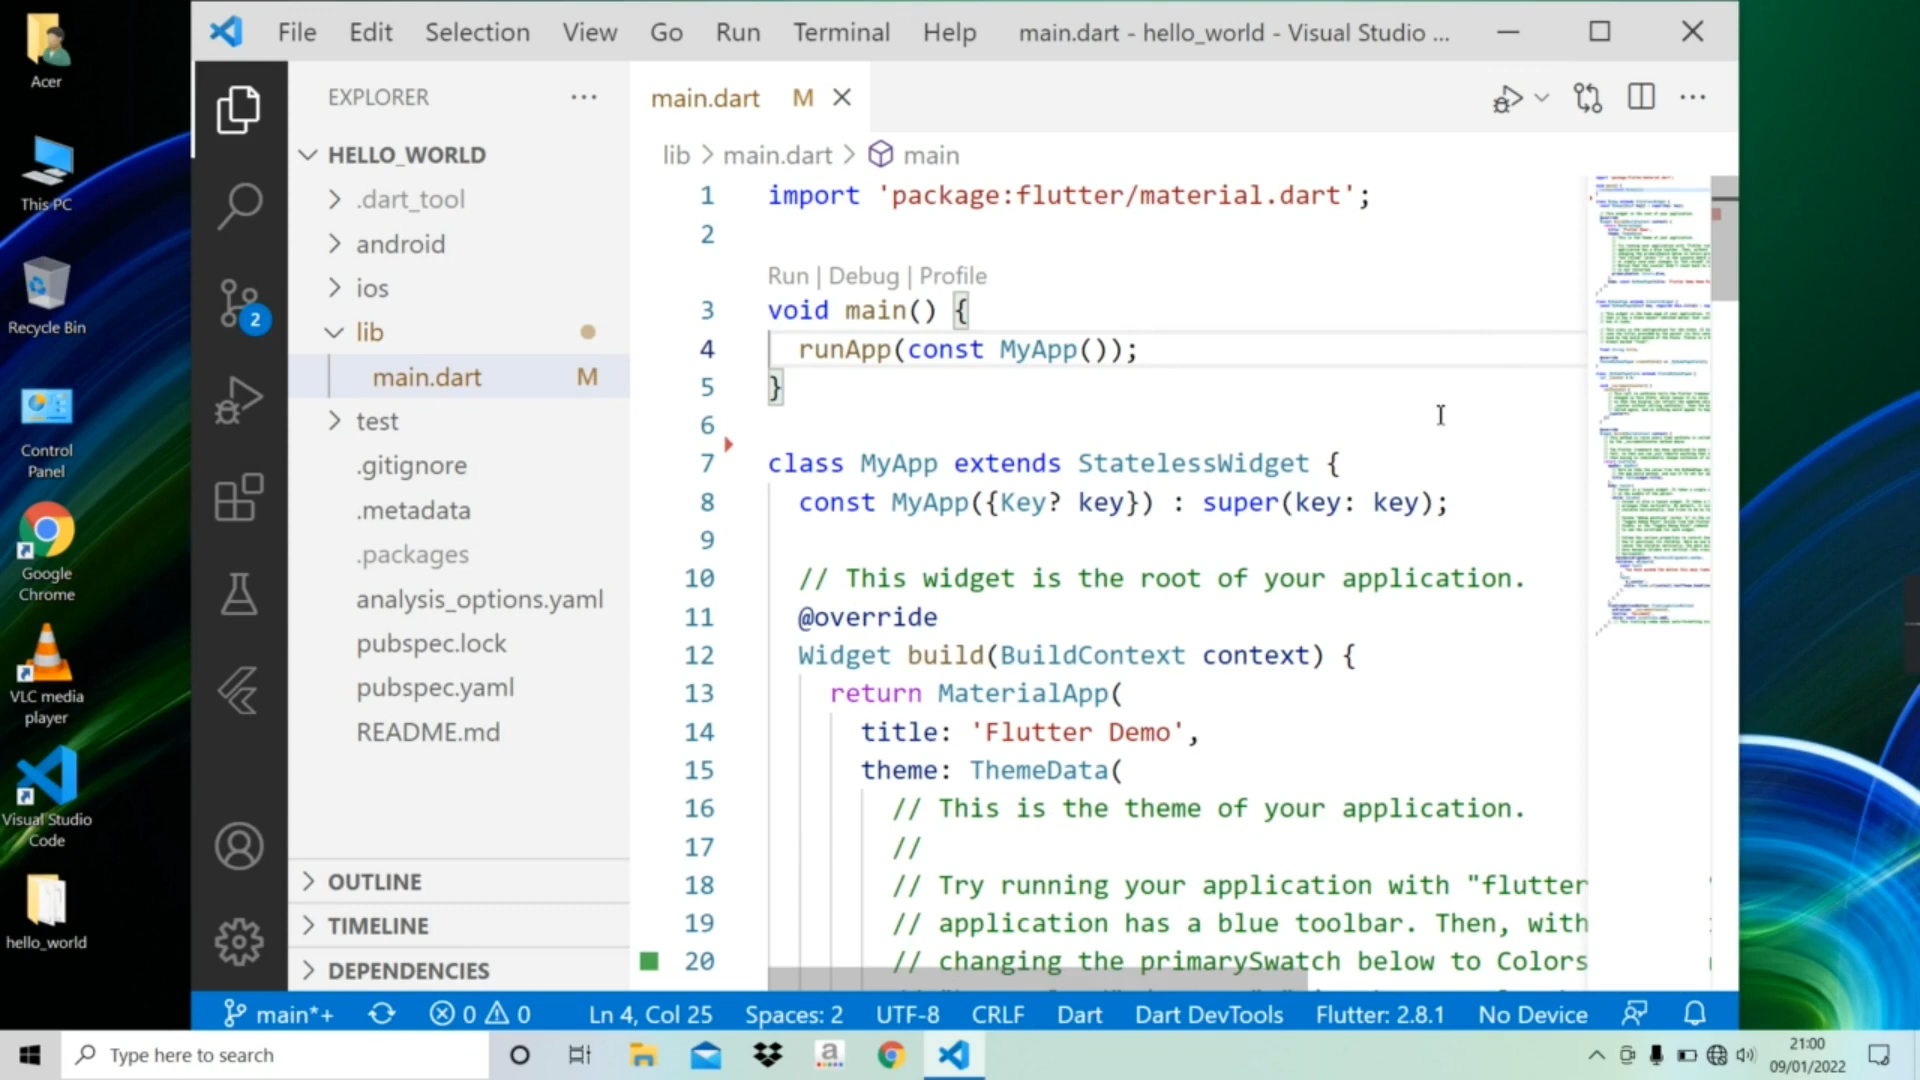 File Edit Selection View Go Run Terminal Help main.dart - hello_world - Visual Studio ...
Acer
This PC
Recycle Bin
Control
Panel
Google
Chrome
VLC media
player
Visual Studio
Code
hello_world
EXPLORER
HELLO_WORLD
.dart_tool
android
ios
lib
main.dart M
test
.gitignore
.metadata
.packages
analysis_options.yaml
pubspec.lock
pubspec.yaml
README.md
OUTLINE
TIMELINE
DEPENDENCIES
2
main.dart M
lib > main.dart > main
1 import 'package:flutter/material.dart';
2
Run | Debug | Profile
3 void main() {
4 runApp(const MyApp());
5 }
6
7 class MyApp extends StatelessWidget {
8 const MyApp({Key? key}) : super(key: key);
9
10 // This widget is the root of your application.
11 @override
12 Widget build(BuildContext context) {
13 return MaterialApp(
14 title: 'Flutter Demo',
15 theme: ThemeData(
16 // This is the theme of your application.
17 //
18 // Try running your application with "flutter
19 // application has a blue toolbar. Then, with
20 // changing the primarySwatch below to Colors
main*+ 0 0 Ln 4, Col 25 Spaces: 2 UTF-8 CRLF Dart Dart DevTools Flutter: 2.8.1 No Device
Type here to search
21:00
09/01/2022